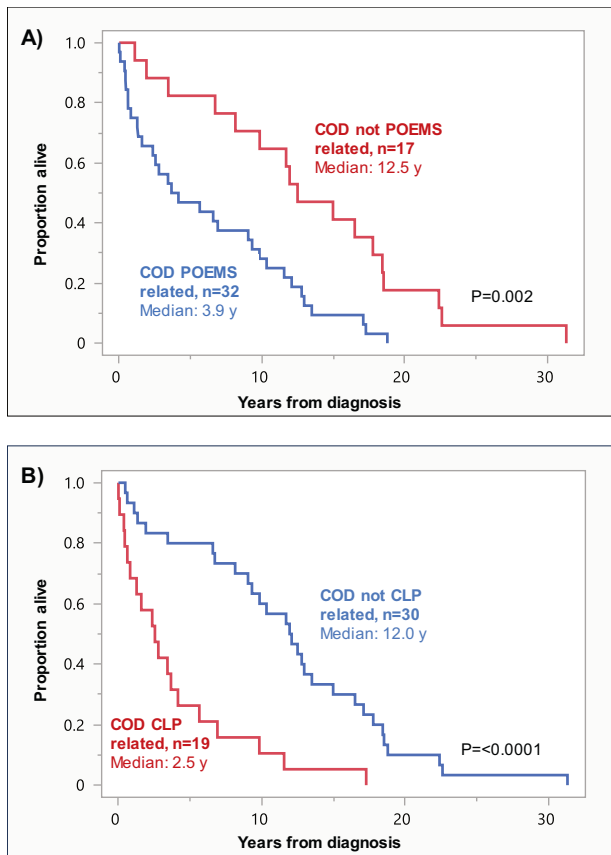 A)
1.0
0.8
0.6
0.4
0.2
0
Proportion alive
COD not POEMS
related, n=17
Median: 12.5 y
COD POEMS
related, n=32
Median: 3.9 y
P=0.002
0 10 20 30
Years from diagnosis
B)
1.0
0.8
0.6
0.4
0.2
0
Proportion alive
COD not CLP
related, n=30
Median: 12.0 y
COD CLP
related, n=19
Median: 2.5 y
P=<0.0001
0 10 20 30
Years from diagnosis